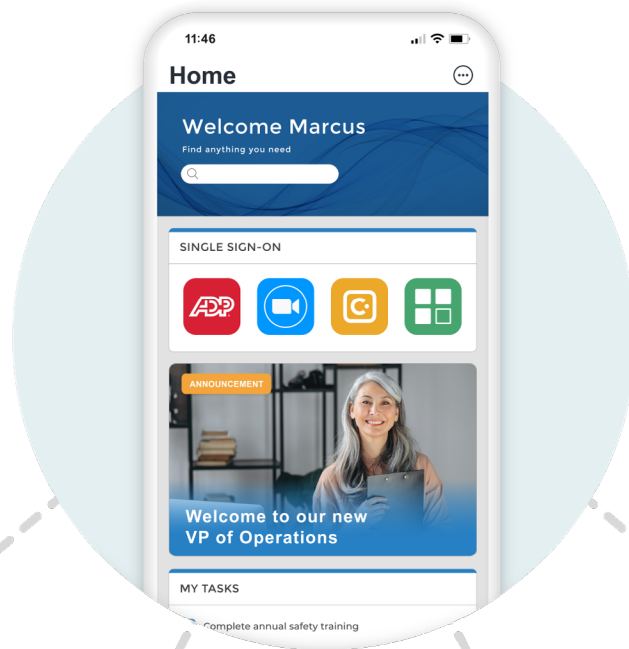 11:46
Home
Welcome Marcus
Find anything you need
SINGLE SIGN-ON
ADP
C
ANNOUNCEMENT
Welcome to our new
VP of Operations
MY TASKS
Complete annual safety training